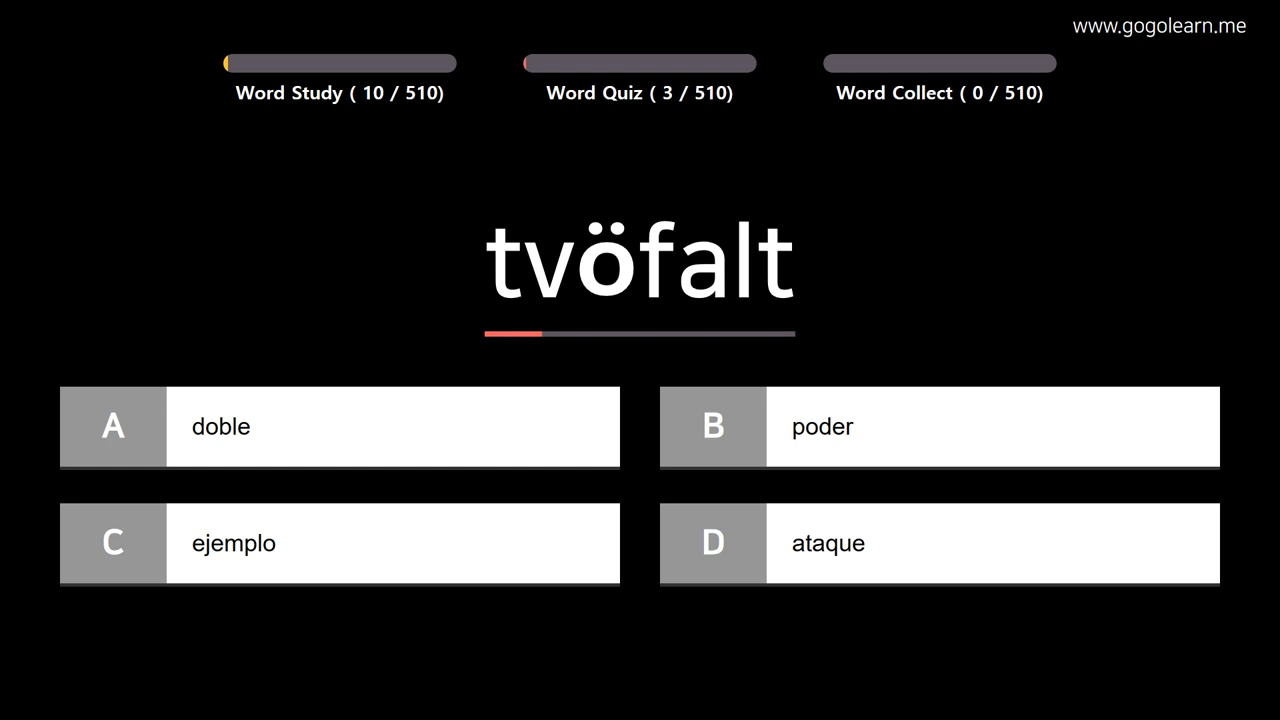 www.gogolearn.me
Word Study ( 10 / 510)
Word Quiz ( 3 / 510)
Word Collect ( 0 / 510)
tvöfalt
A doble
B poder
C ejemplo
D ataque